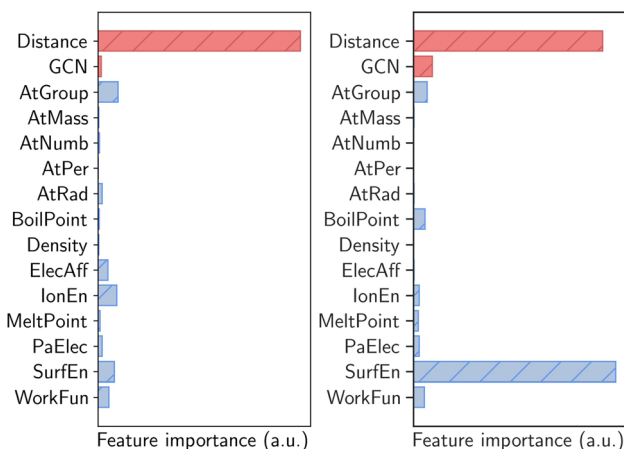 Distance
GCN
AtGroup
AtMass
AtNumb
AtPer
AtRad
BoilPoint
Density
ElecAff
IonEn
MeltPoint
PaElec
SurfEn
WorkFun
Feature importance (a.u.)
Distance
GCN
AtGroup
AtMass
AtNumb
AtPer
AtRad
BoilPoint
Density
ElecAff
IonEn
MeltPoint
PaElec
SurfEn
WorkFun
Feature importance (a.u.)